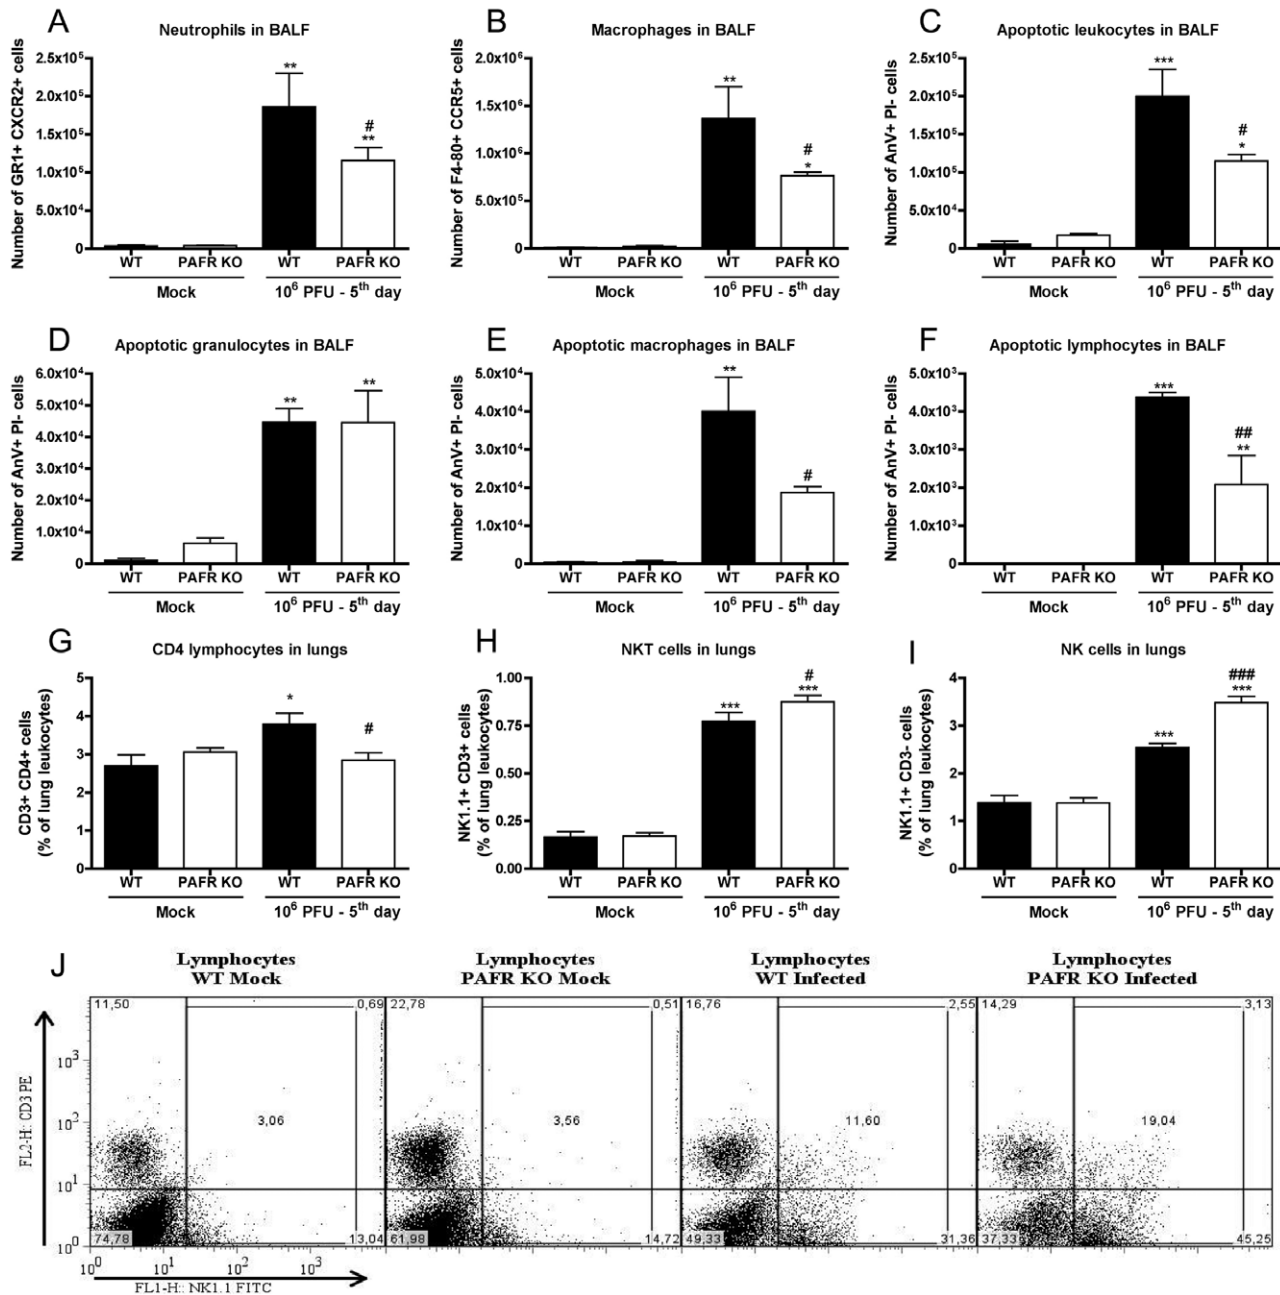 A
Neutrophils in BALF
Number of GR1+ CXCR2+ cells
2.5x10⁵
2.0x10⁵
1.5x10⁵
1.0x10⁵
5.0x10⁴
0
**
#
**
WT PAFR KO WT PAFR KO
Mock 10⁶ PFU - 5ᵗʰ day
B
Macrophages in BALF
Number of F4-80+ CCR5+ cells
2.0x10⁶
1.5x10⁶
1.0x10⁶
5.0x10⁵
0
**
#
*
WT PAFR KO WT PAFR KO
Mock 10⁶ PFU - 5ᵗʰ day
C
Apoptotic leukocytes in BALF
Number of AnV+ PI- cells
2.5x10⁵
2.0x10⁵
1.5x10⁵
1.0x10⁵
5.0x10⁴
0
***
#
*
WT PAFR KO WT PAFR KO
Mock 10⁶ PFU - 5ᵗʰ day
D
Apoptotic granulocytes in BALF
Number of AnV+ PI- cells
6.0x10⁴
5.0x10⁴
4.0x10⁴
3.0x10⁴
2.0x10⁴
1.0x10⁴
0
**
**
WT PAFR KO WT PAFR KO
Mock 10⁶ PFU - 5ᵗʰ day
E
Apoptotic macrophages in BALF
Number of AnV+ PI- cells
5.0x10⁴
4.0x10⁴
3.0x10⁴
2.0x10⁴
1.0x10⁴
0
**
#
WT PAFR KO WT PAFR KO
Mock 10⁶ PFU - 5ᵗʰ day
F
Apoptotic lymphocytes in BALF
Number of AnV+ PI- cells
5.0x10³
4.0x10³
3.0x10³
2.0x10³
1.0x10³
0
***
##
**
WT PAFR KO WT PAFR KO
Mock 10⁶ PFU - 5ᵗʰ day
G
CD4 lymphocytes in lungs
CD3+ CD4+ cells
(% of lung leukocytes)
5
4
3
2
1
0
*
#
WT PAFR KO WT PAFR KO
Mock 10⁶ PFU - 5ᵗʰ day
H
NKT cells in lungs
NK1.1+ CD3+ cells
(% of lung leukocytes)
1.00
0.75
0.50
0.25
0.00
***
#
***
WT PAFR KO WT PAFR KO
Mock 10⁶ PFU - 5ᵗʰ day
I
NK cells in lungs
NK1.1+ CD3- cells
(% of lung leukocytes)
4
3
2
1
0
***
###
***
WT PAFR KO WT PAFR KO
Mock 10⁶ PFU - 5ᵗʰ day
J
Lymphocytes
WT Mock
Lymphocytes
PAFR KO Mock
Lymphocytes
WT Infected
Lymphocytes
PAFR KO Infected
FL2-H:: CD3 PE
10³
10²
10¹
10⁰
11,50 0,69
3,06
74,78 13,04
22,78 0,51
3,56
61,98 14,72
16,76 2,55
11,60
49,33 31,36
14,29 3,13
19,04
37,33 45,25
10⁰ 10¹ 10² 10³
FL1-H:: NK1.1 FITC